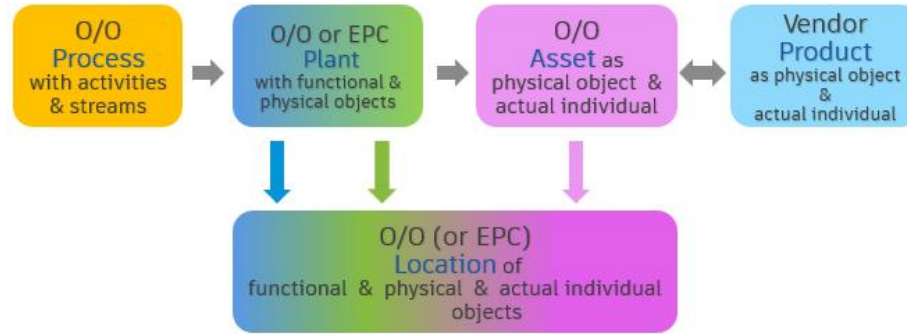 O/O
Process
with activities
& streams
O/O or EPC
Plant
with functional &
physical objects
O/O
Asset as
physical object &
actual individual
Vendor
Product
as physical object
&
actual individual
O/O (or EPC)
Location of
functional & physical & actual individual
objects